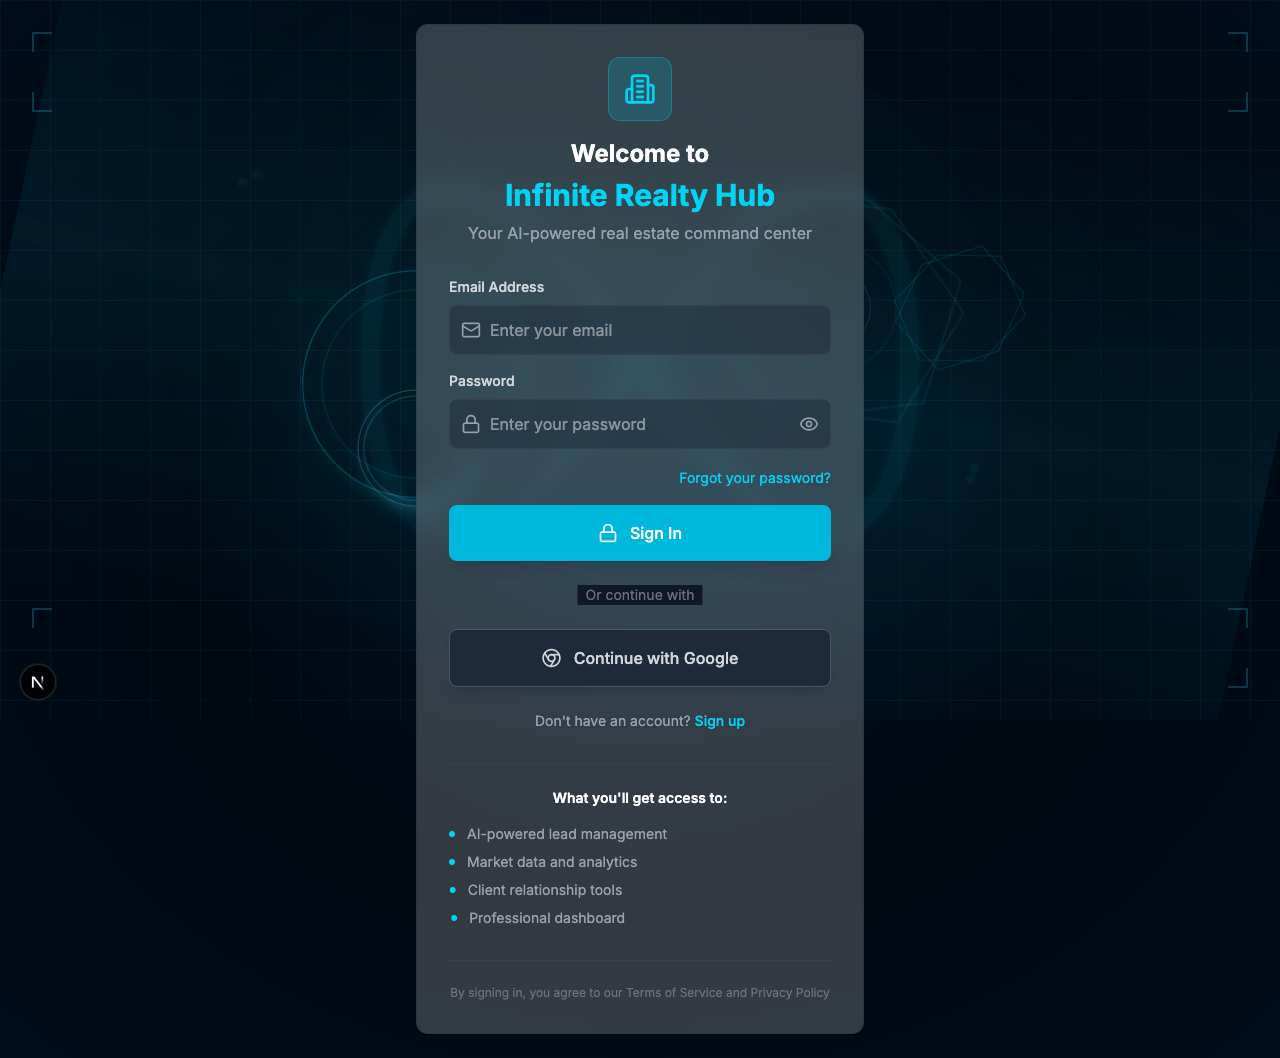 Welcome to
Infinite Realty Hub
Your AI-powered real estate command center
Email Address
Enter your email
Password
Enter your password
Forgot your password?
Sign In
Or continue with
Continue with Google
N
Don't have an account? Sign up
What you'll get access to:
AI-powered lead management
Market data and analytics
Client relationship tools
Professional dashboard
By signing in, you agree to our Terms of Service and Privacy Policy